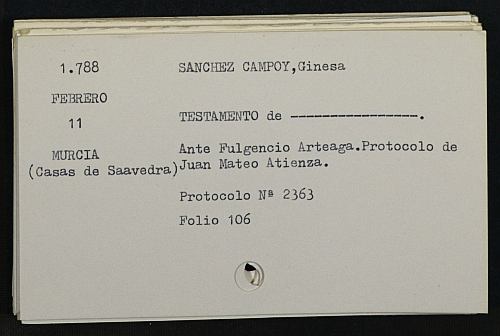 1.788 SANCHEZ CAMPOY,Ginesa
FEBRERO
11 TESTAMENTO de -----------------.
MURCIA Ante Fulgencio Arteaga.Protocolo de
(Casas de Saavedra) Juan Mateo Atienza.
Protocolo Nª 2363
Folio 106